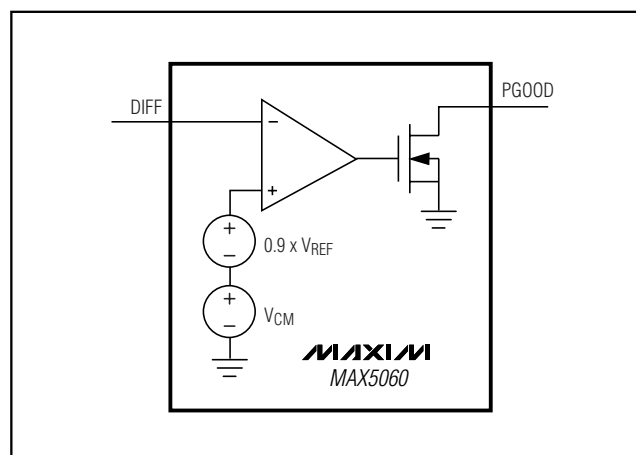 DIFF
PGOOD
−
+
+
−
0.9 x VREF
+
−
VCM
MAXIM
MAX5060